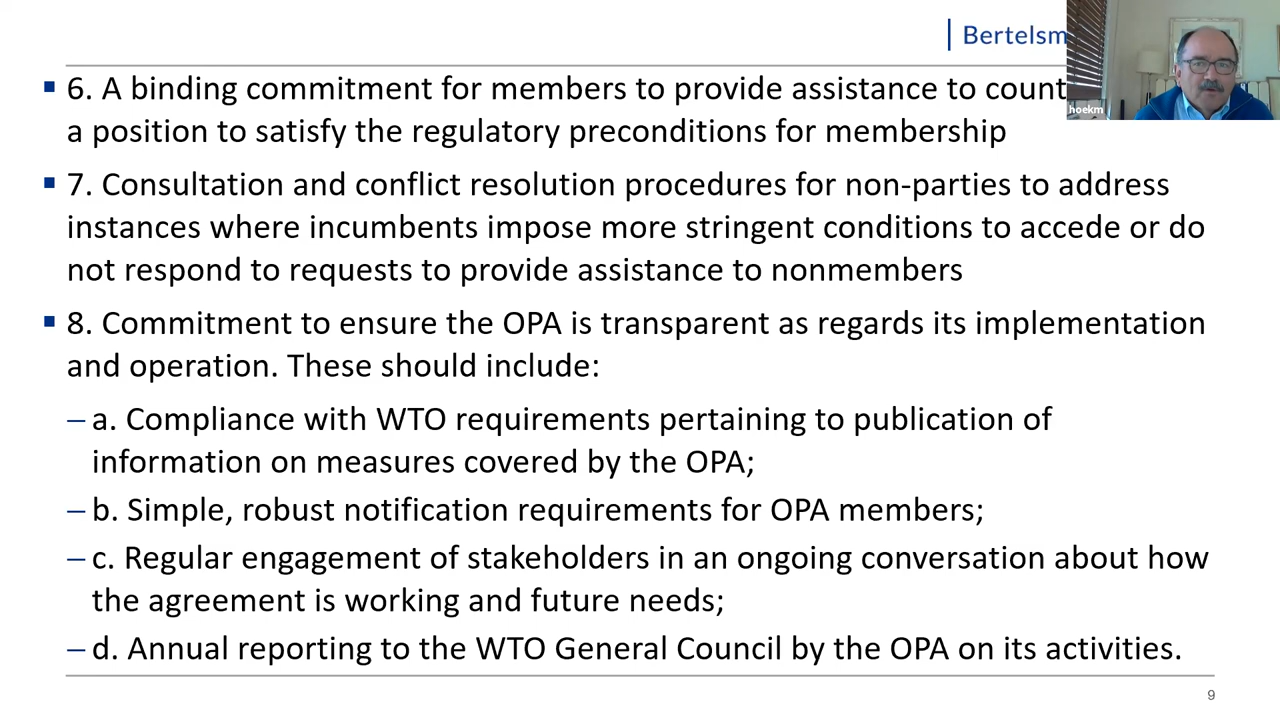 Bertelsm
hoekm
6. A binding commitment for members to provide assistance to count
a position to satisfy the regulatory preconditions for membership
7. Consultation and conflict resolution procedures for non-parties to address
instances where incumbents impose more stringent conditions to accede or do
not respond to requests to provide assistance to nonmembers
8. Commitment to ensure the OPA is transparent as regards its implementation
and operation. These should include:
– a. Compliance with WTO requirements pertaining to publication of
information on measures covered by the OPA;
– b. Simple, robust notification requirements for OPA members;
– c. Regular engagement of stakeholders in an ongoing conversation about how
the agreement is working and future needs;
– d. Annual reporting to the WTO General Council by the OPA on its activities.
9